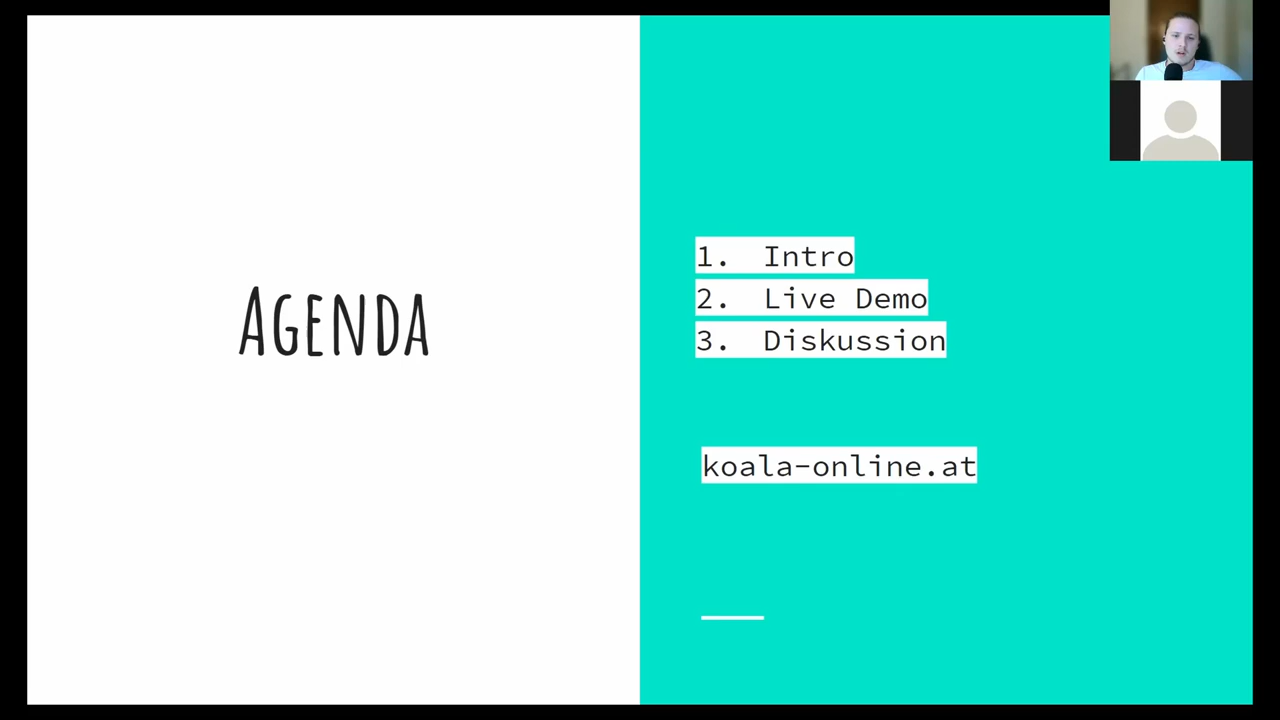 AGENDA
1. Intro
2. Live Demo
3. Diskussion
koala-online.at